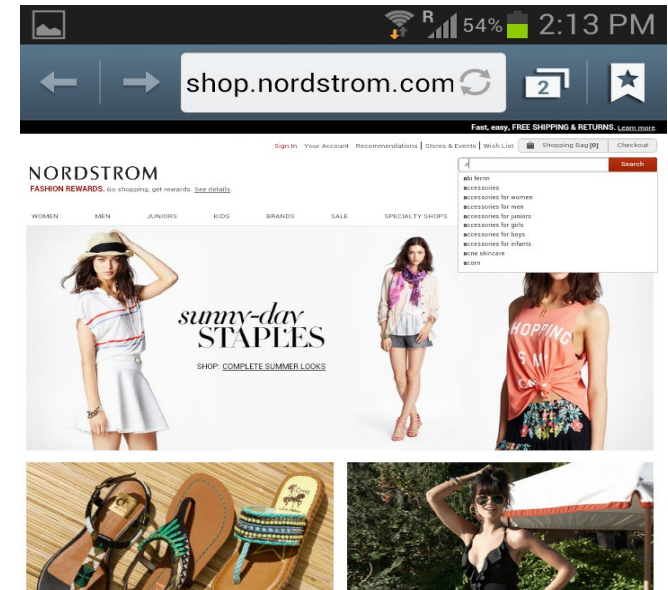 R 54% 2:13 PM
shop.nordstrom.com 2
Fast, easy, FREE SHIPPING & RETURNS. Learn more.
Sign In Your Account Recommendations | Stores & Events | Wish List Shopping Bag [0] Checkout
a Search
NORDSTROM
FASHION REWARDS. Go shopping, get rewards. See details.
abi ferrin
accessories
accessories for women
accessories for men
accessories for juniors
accessories for girls
accessories for boys
accessories for infants
acne skincare
acorn
WOMEN MEN JUNIORS KIDS BRANDS SALE SPECIALTY SHOPS
sunny-day
STAPLES
SHOP: COMPLETE SUMMER LOOKS
HOPPING